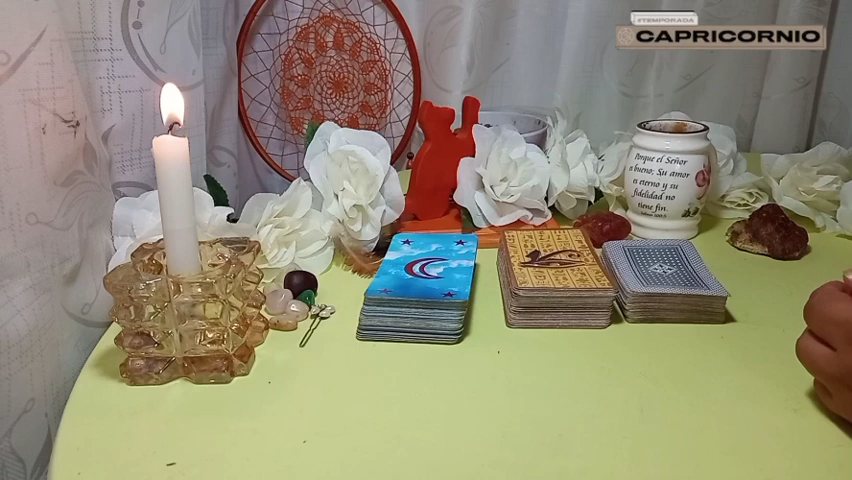 #TEMPORADA
CAPRICORNIO
Porque el Señor
es bueno; Su amor
es eterno y su
fidelidad no
tiene fin.